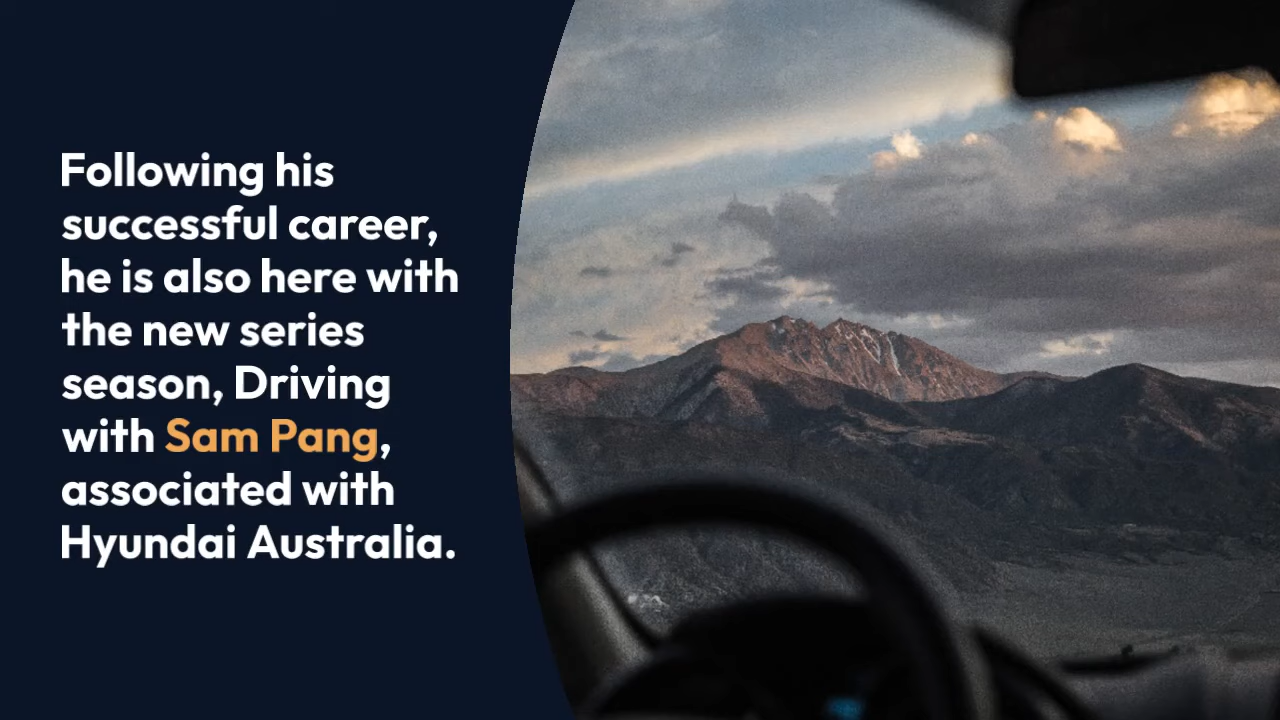 Following his
successful career,
he is also here with
the new series
season, Driving
with Sam Pang,
associated with
Hyundai Australia.